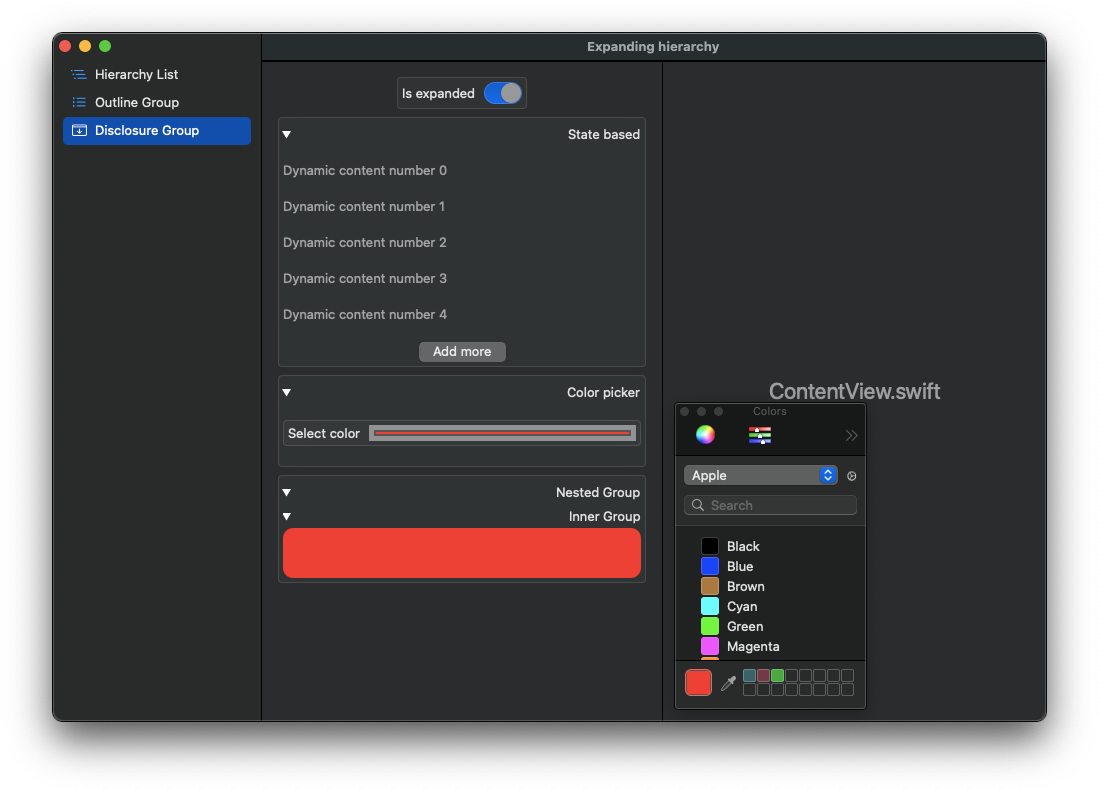 Expanding hierarchy
Hierarchy List
Outline Group
Disclosure Group
Is expanded
State based
Dynamic content number 0
Dynamic content number 1
Dynamic content number 2
Dynamic content number 3
Dynamic content number 4
Add more
Color picker
Select color
Nested Group
Inner Group
ContentView.swift
Colors
Apple
Search
Black
Blue
Brown
Cyan
Green
Magenta